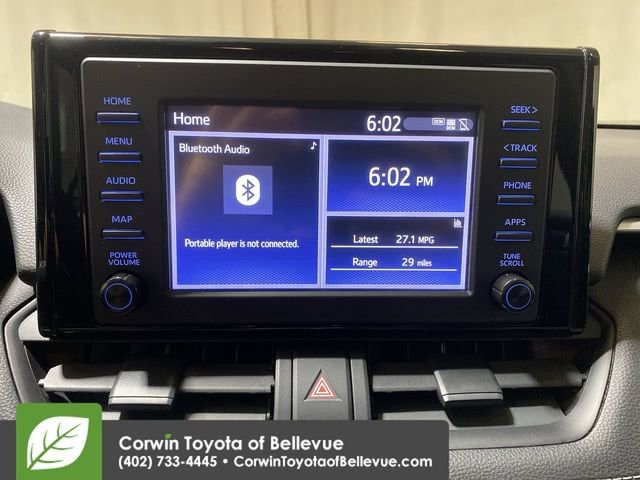 HOME
MENU
AUDIO
MAP
POWER
VOLUME
Home
6:02
DCM
DCM
Bluetooth Audio
Portable player is not connected.
6:02 PM
Latest 27.1 MPG
Range 29 miles
SEEK >
< TRACK
PHONE
APPS
TUNE
SCROLL
Corwin Toyota of Bellevue
(402) 733-4445 • CorwinToyotaofBellevue.com